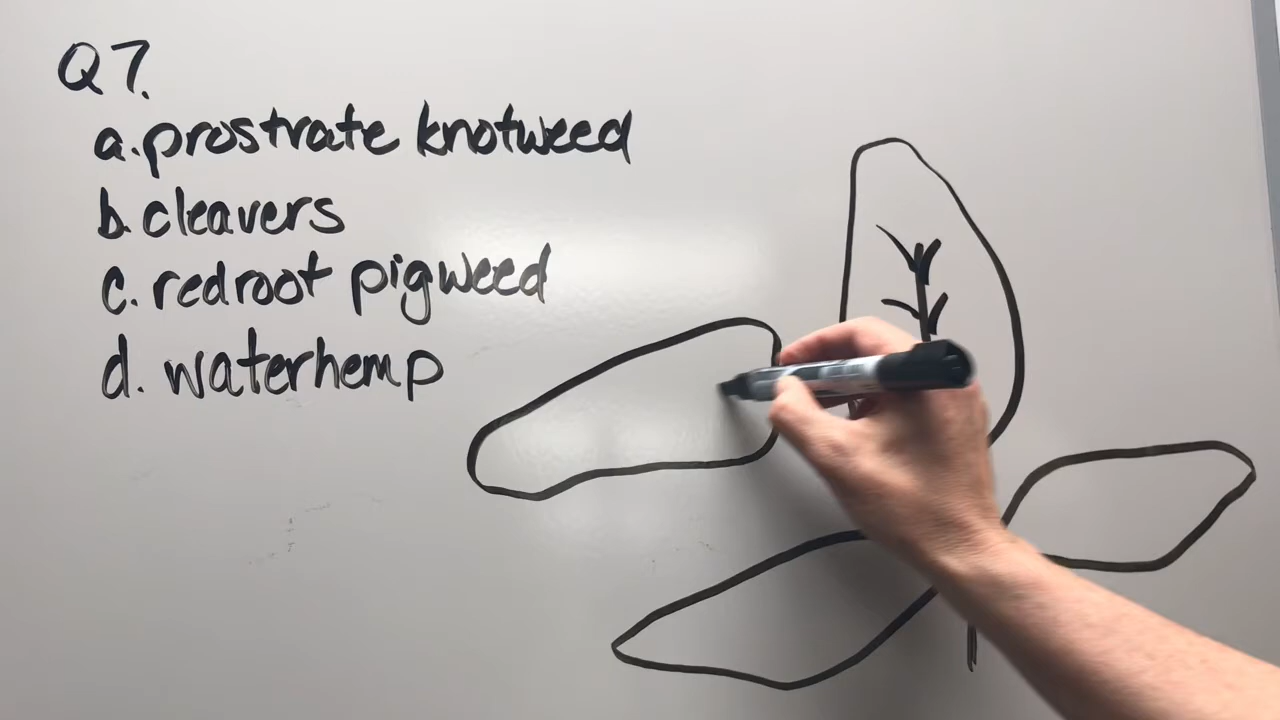 Q7.
a. prostrate knotweed
b. cleavers
c. redroot pigweed
d. waterhemp